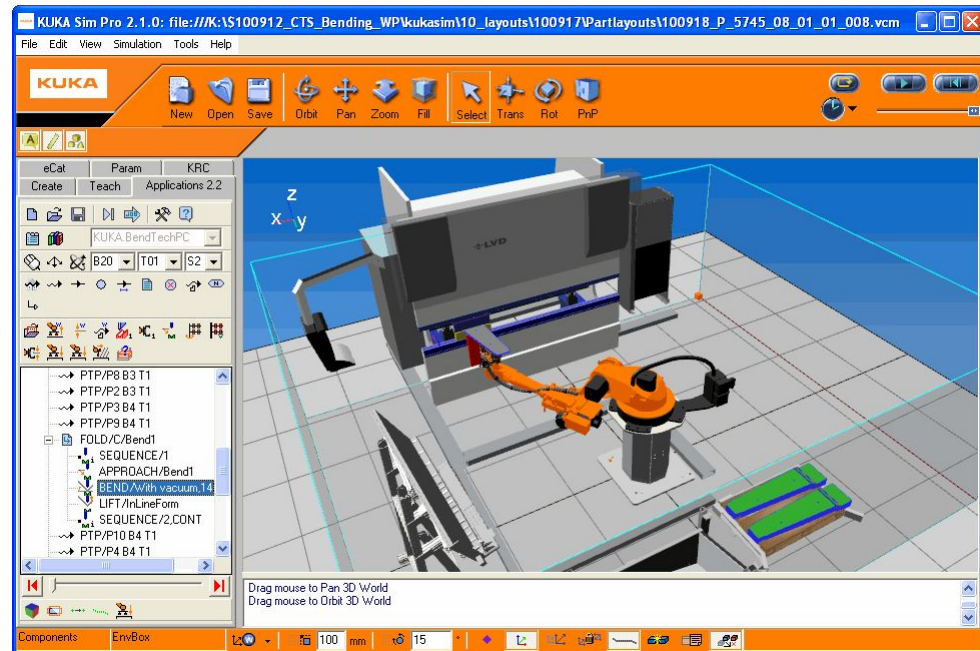 KUKA Sim Pro 2.1.0: file:///K:\S100912_CTS_Bending_WP\kukasim\10_layouts\100917\Partlayouts\100918_P_5745_08_01_01_008.vcm
File Edit View Simulation Tools Help
KUKA
New Open Save Orbit Pan Zoom Fill Select Trans Rot PnP
eCat Param KRC
Create Teach Applications 2.2
KUKA.BendTechPC
B20 T01 S2
PTP/P8 B3 T1
PTP/P2 B3 T1
PTP/P3 B4 T1
PTP/P9 B4 T1
FOLD/C/Bend1
SEQUENCE/1
APPROACH/Bend1
BEND/With vacuum,14
LIFT/InLineForm
SEQUENCE/2,CONT
PTP/P10 B4 T1
PTP/P4 B4 T1
z
x y
LVD
Drag mouse to Pan 3D World
Drag mouse to Orbit 3D World
Components EnvBox 100 mm 15 °